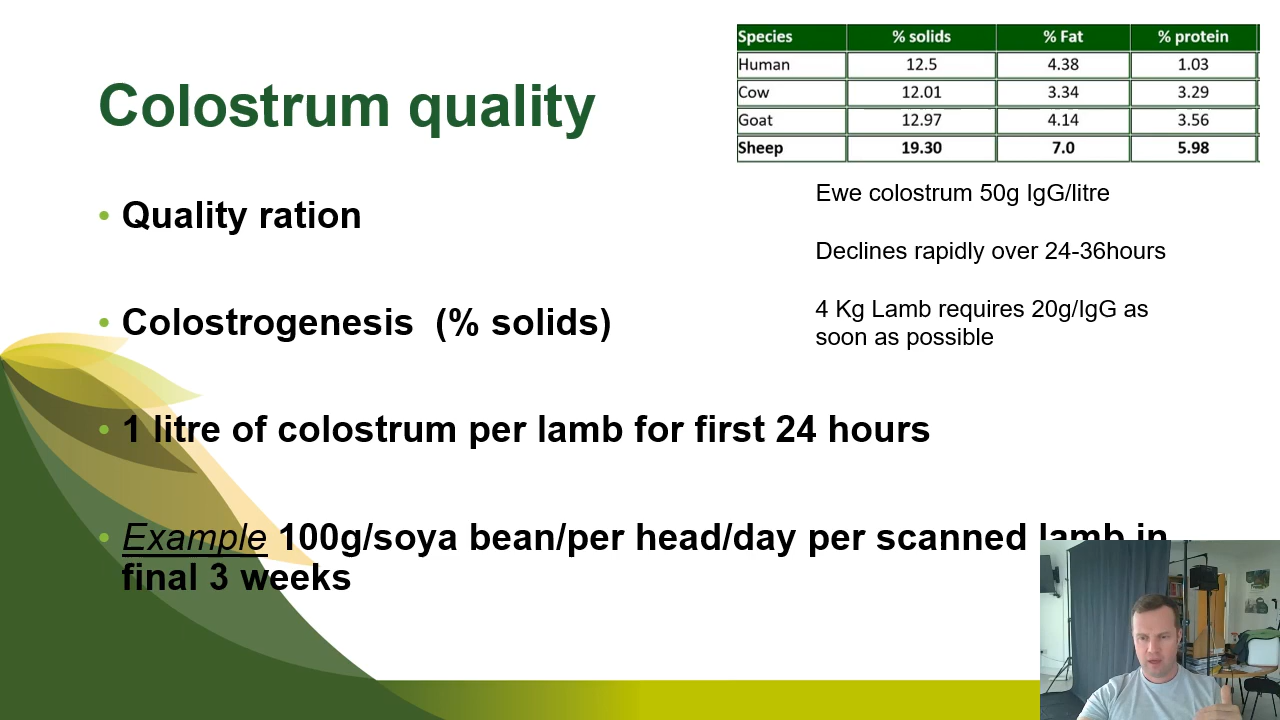 Colostrum quality
Species % solids % Fat % protein
Human 12.5 4.38 1.03
Cow 12.01 3.34 3.29
Goat 12.97 4.14 3.56
Sheep 19.30 7.0 5.98
Ewe colostrum 50g IgG/litre
Declines rapidly over 24-36hours
4 Kg Lamb requires 20g/IgG as
soon as possible
• Quality ration
• Colostrogenesis (% solids)
• 1 litre of colostrum per lamb for first 24 hours
• Example 100g/soya bean/per head/day per scanned lamb in
final 3 weeks